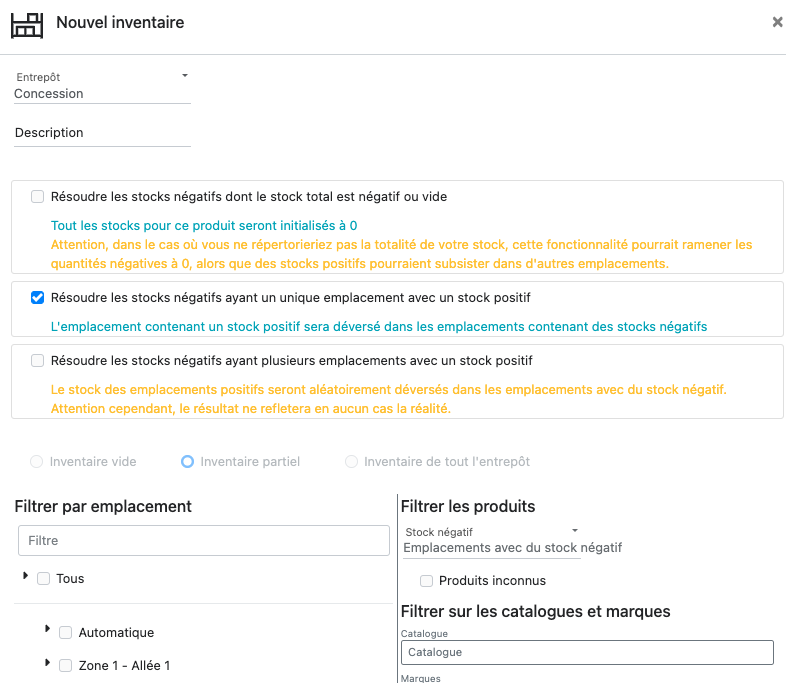 Nouvel inventaire
Entrepôt
Concession
Description
Résoudre les stocks négatifs dont le stock total est négatif ou vide
Tout les stocks pour ce produit seront initialisés à 0
Attention, dans le cas où vous ne répertorieriez pas la totalité de votre stock, cette fonctionnalité pourrait ramener les
quantités négatives à 0, alors que des stocks positifs pourraient subsister dans d'autres emplacements.
Résoudre les stocks négatifs ayant un unique emplacement avec un stock positif
L'emplacement contenant un stock positif sera déversé dans les emplacements contenant des stocks négatifs
Résoudre les stocks négatifs ayant plusieurs emplacements avec un stock positif
Le stock des emplacements positifs seront aléatoirement déversés dans les emplacements avec du stock négatif.
Attention cependant, le résultat ne refletera en aucun cas la réalité.
Inventaire vide
Inventaire partiel
Inventaire de tout l'entrepôt
Filtrer par emplacement
Filtre
Tous
Automatique
Zone 1 - Allée 1
Filtrer les produits
Stock négatif
Emplacements avec du stock négatif
Produits inconnus
Filtrer sur les catalogues et marques
Catalogue
Catalogue
Marques